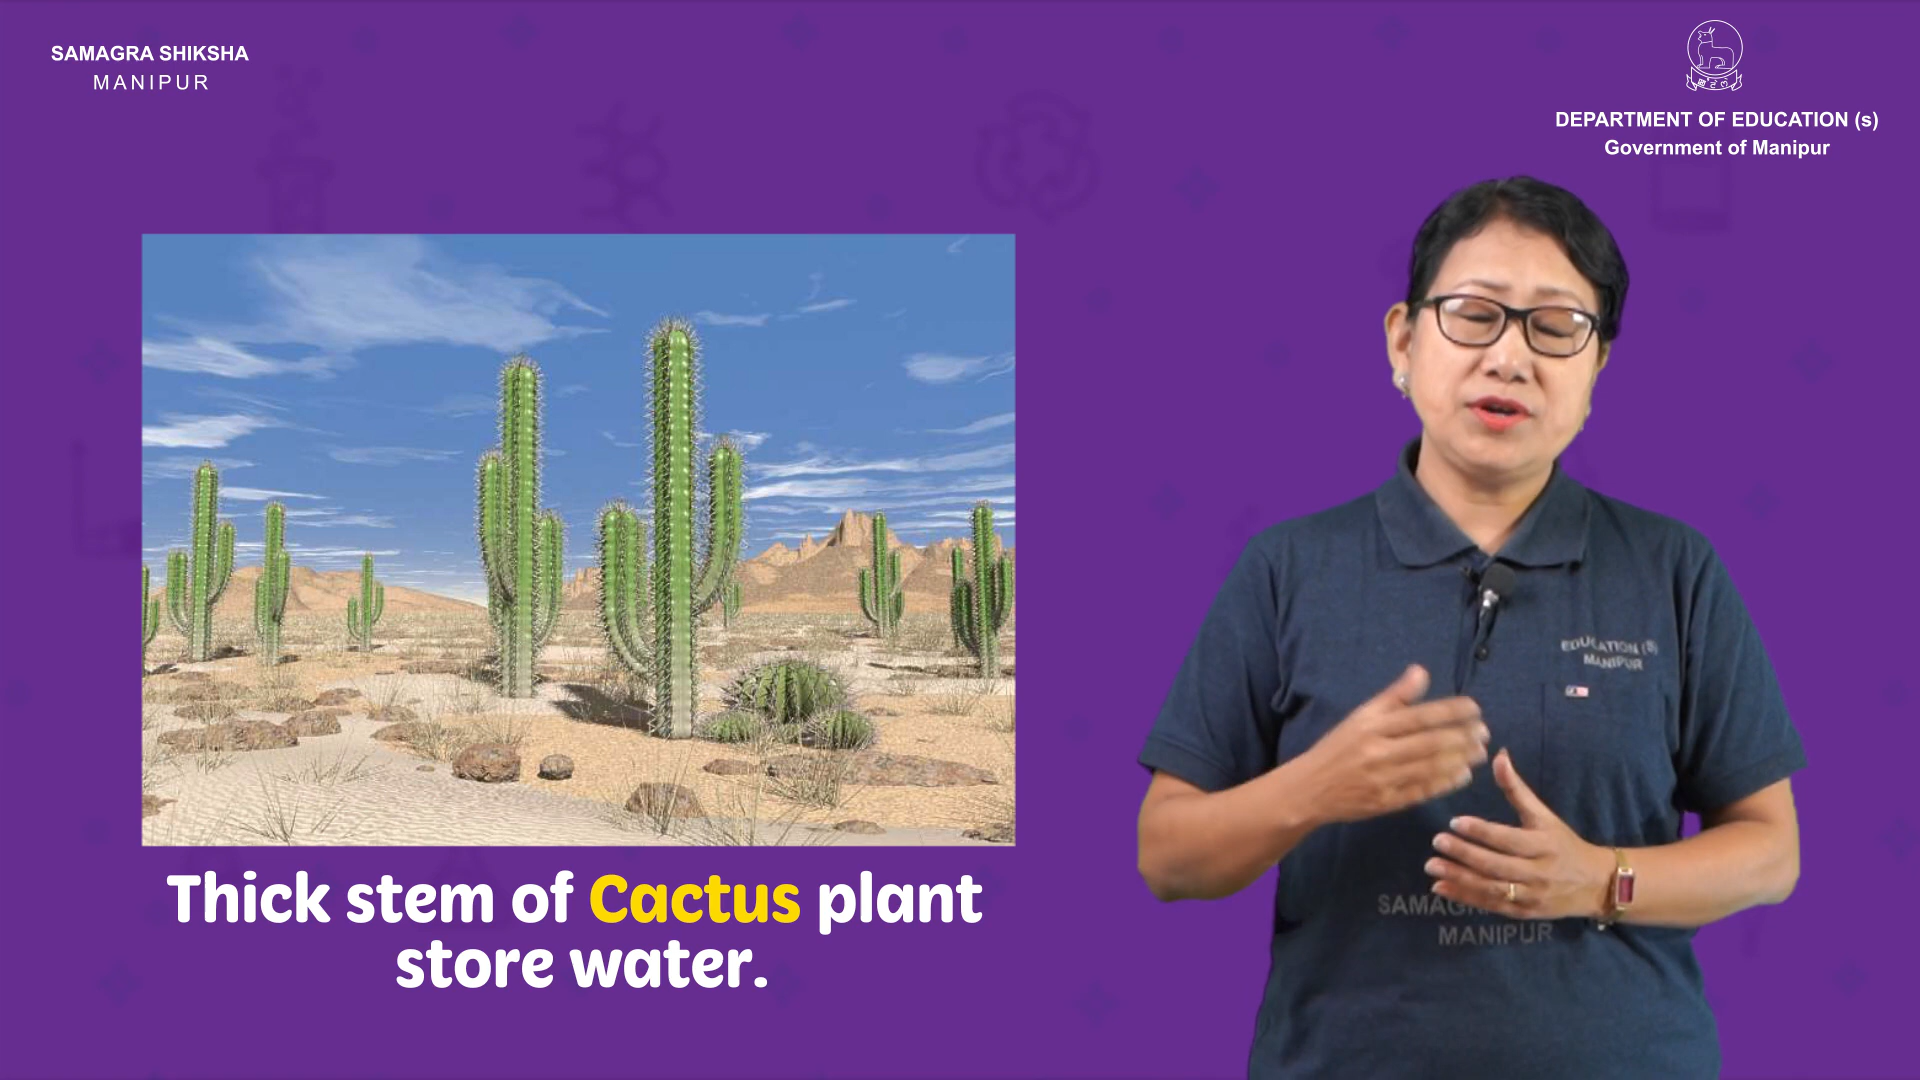 SAMAGRA SHIKSHA
MANIPUR
DEPARTMENT OF EDUCATION (s)
Government of Manipur
Thick stem of Cactus plant
store water.
EDUCATION (S)
MANIPUR
MANIPUR